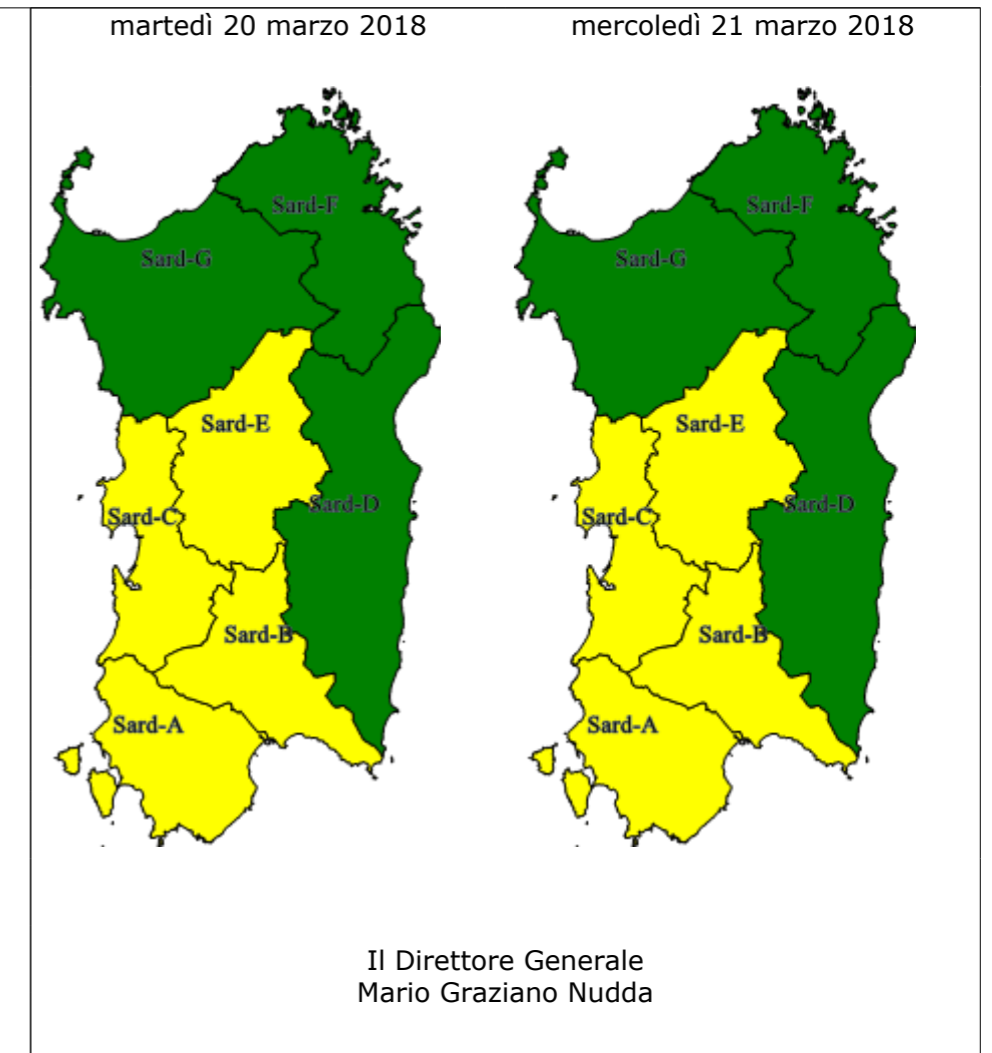 martedì 20 marzo 2018
mercoledì 21 marzo 2018
Sard-F
Sard-G
Sard-E
Sard-D
Sard-C
Sard-B
Sard-A
Sard-F
Sard-G
Sard-E
Sard-D
Sard-C
Sard-B
Sard-A
Il Direttore Generale
Mario Graziano Nudda